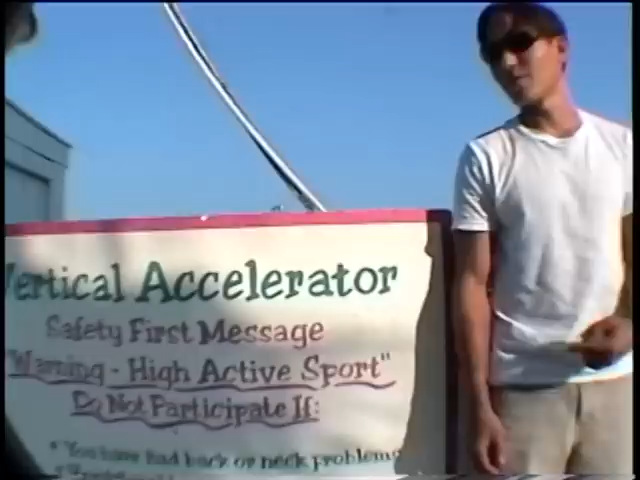 Vertical Accelerator
Safety First Message
"Warning - High Active Sport"
Do Not Participate If:
* You have had back or neck problems